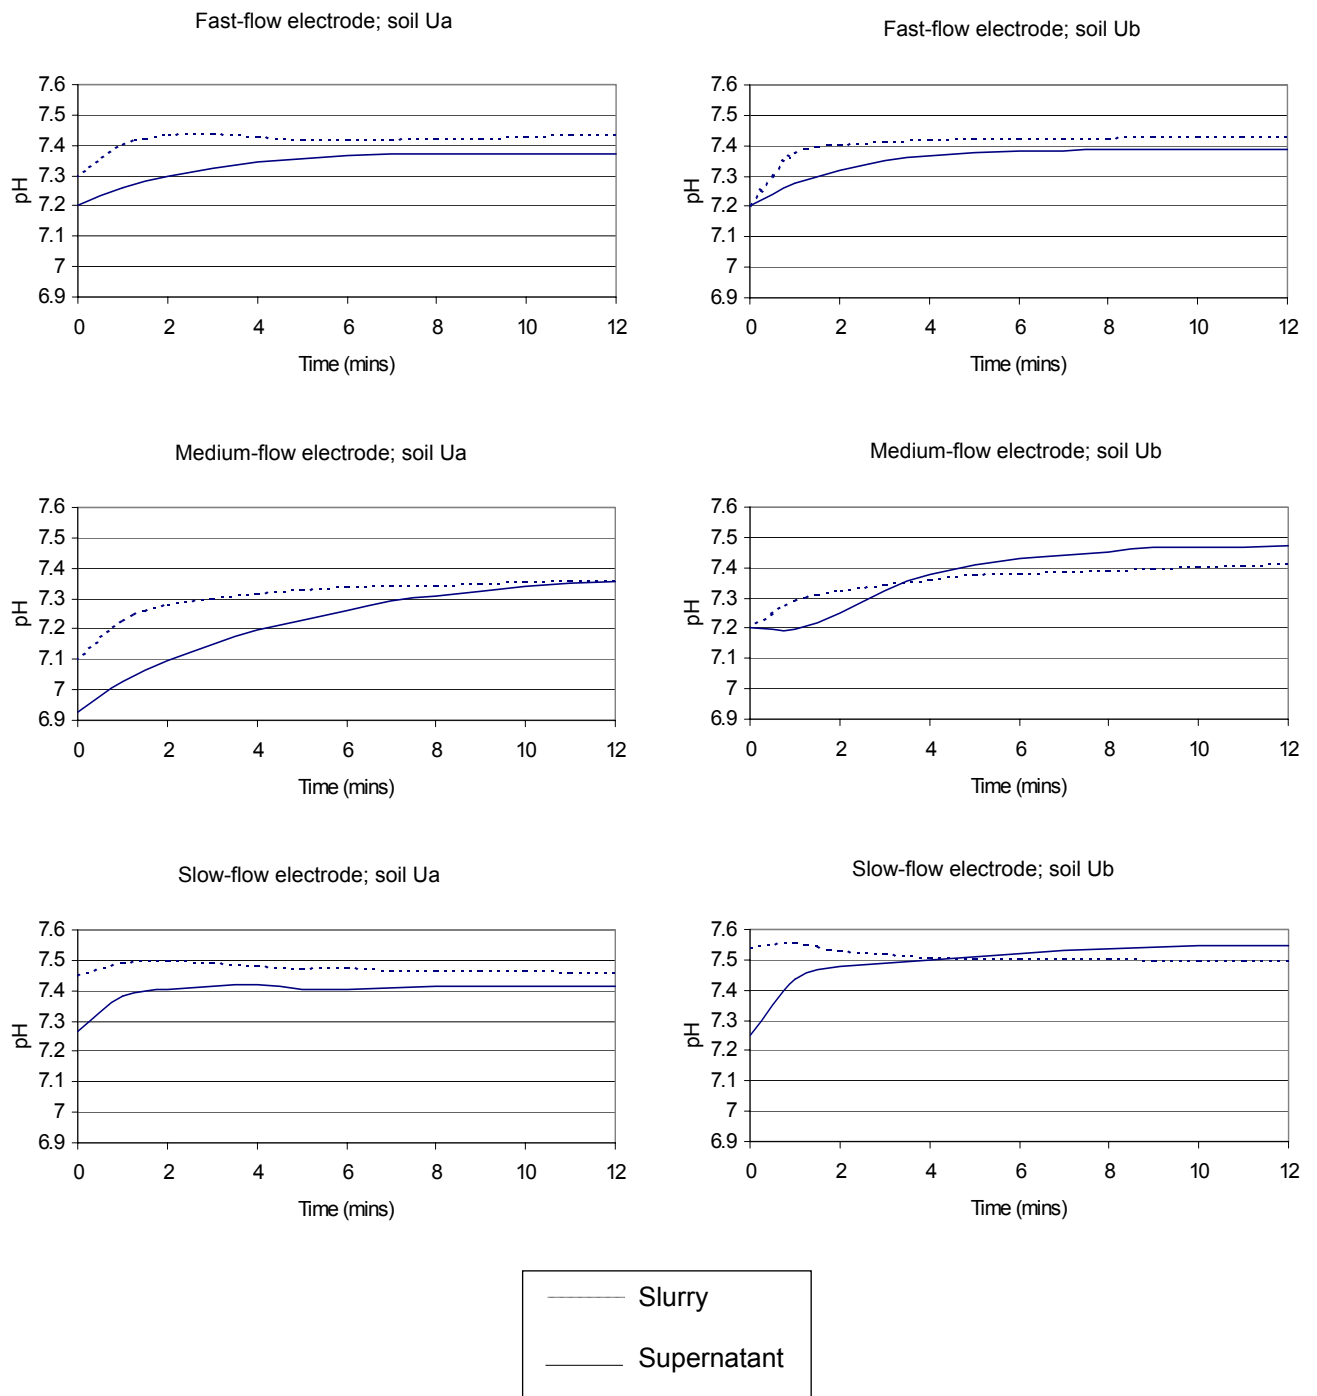 Fast-flow electrode; soil Ua
7.6
7.5
7.4
7.3
7.2
7.1
7
6.9
pH
0 2 4 6 8 10 12
Time (mins)
Fast-flow electrode; soil Ub
7.6
7.5
7.4
7.3
7.2
7.1
7
6.9
pH
0 2 4 6 8 10 12
Time (mins)
Medium-flow electrode; soil Ua
7.6
7.5
7.4
7.3
7.2
7.1
7
6.9
pH
0 2 4 6 8 10 12
Time (mins)
Medium-flow electrode; soil Ub
7.6
7.5
7.4
7.3
7.2
7.1
7
6.9
pH
0 2 4 6 8 10 12
Time (mins)
Slow-flow electrode; soil Ua
7.6
7.5
7.4
7.3
7.2
7.1
7
6.9
pH
0 2 4 6 8 10 12
Time (mins)
Slow-flow electrode; soil Ub
7.6
7.5
7.4
7.3
7.2
7.1
7
6.9
pH
0 2 4 6 8 10 12
Time (mins)
Slurry
Supernatant